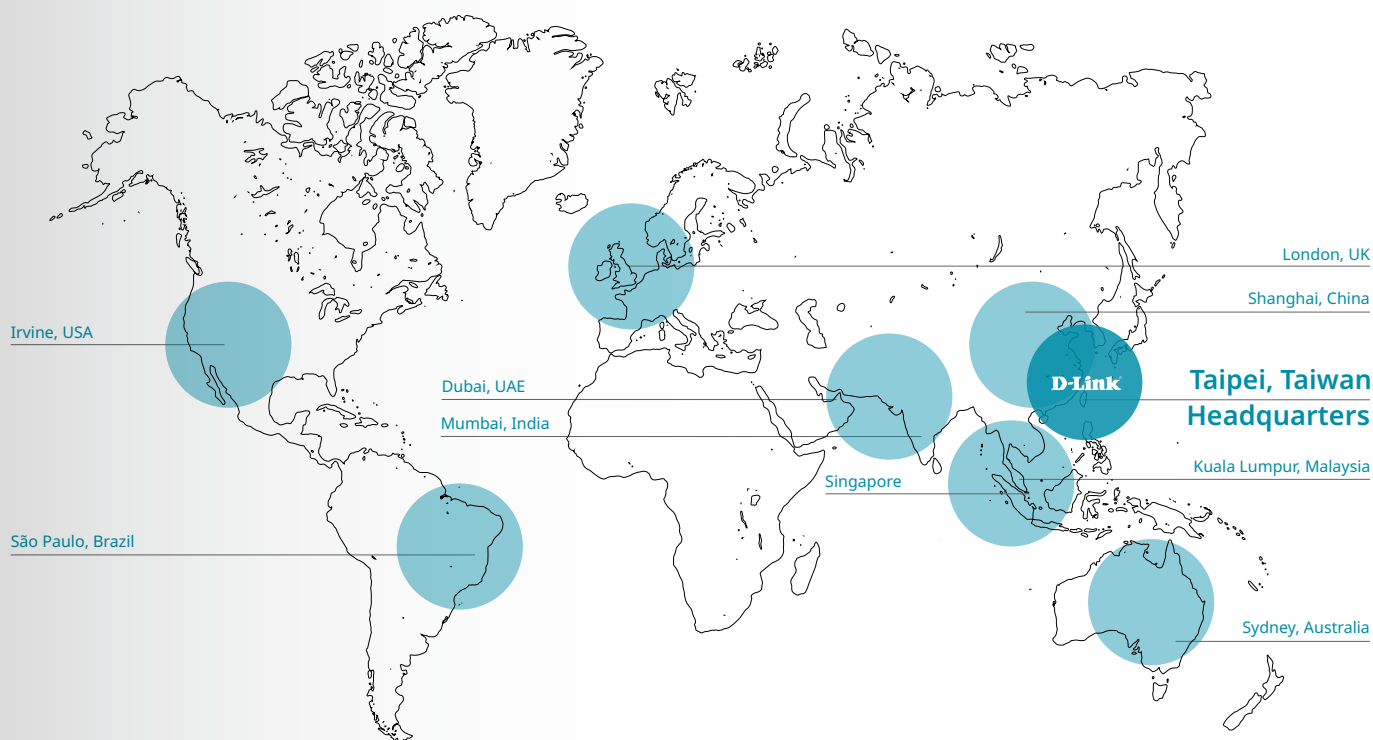 London, UK
Shanghai, China
Irvine, USA
D-Link
Taipei, Taiwan
Headquarters
Dubai, UAE
Mumbai, India
Kuala Lumpur, Malaysia
Singapore
São Paulo, Brazil
Sydney, Australia